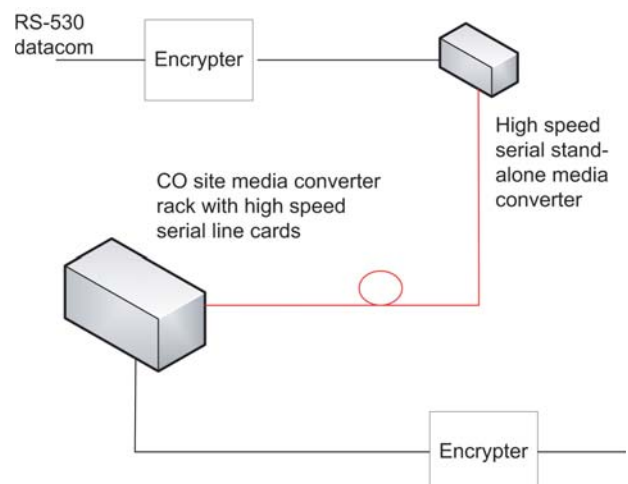 RS-530
datacom
Encrypter
High speed
serial stand-
alone media
converter
CO site media converter
rack with high speed
serial line cards
Encrypter